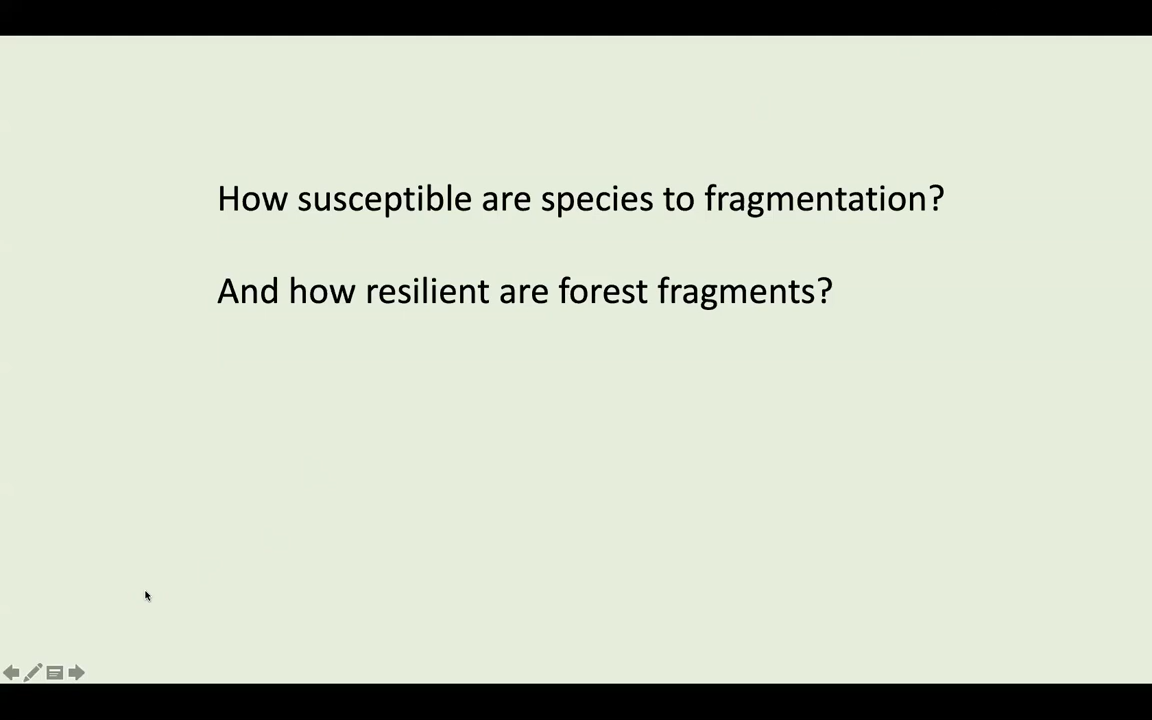 How susceptible are species to fragmentation?
And how resilient are forest fragments?